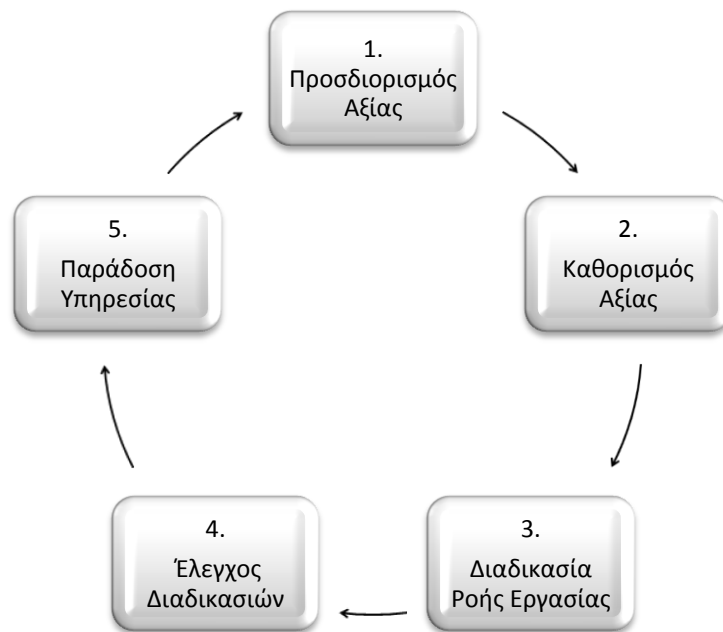 1.
Προσδιορισμός
Αξίας
2.
Καθορισμός
Αξίας
3.
Διαδικασία
Ροής Εργασίας
4.
Έλεγχος
Διαδικασιών
5.
Παράδοση
Υπηρεσίας